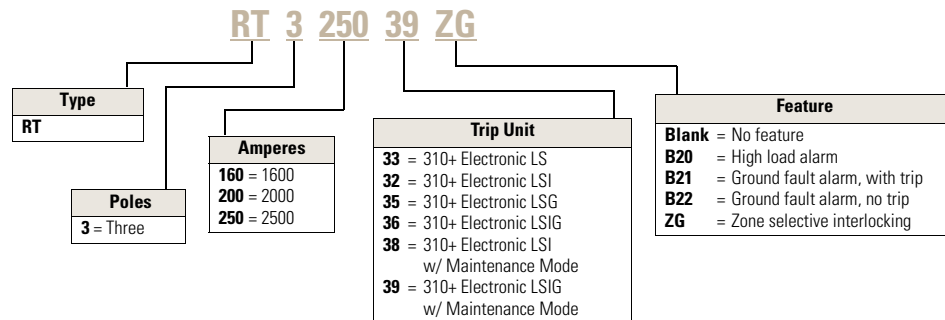 RT 3 250 39 ZG
Type
RT
Poles
3 = Three
Amperes
160 = 1600
200 = 2000
250 = 2500
Trip Unit
33 = 310+ Electronic LS
32 = 310+ Electronic LSI
35 = 310+ Electronic LSG
36 = 310+ Electronic LSIG
38 = 310+ Electronic LSI
w/ Maintenance Mode
39 = 310+ Electronic LSIG
w/ Maintenance Mode
Feature
Blank = No feature
B20 = High load alarm
B21 = Ground fault alarm, with trip
B22 = Ground fault alarm, no trip
ZG = Zone selective interlocking